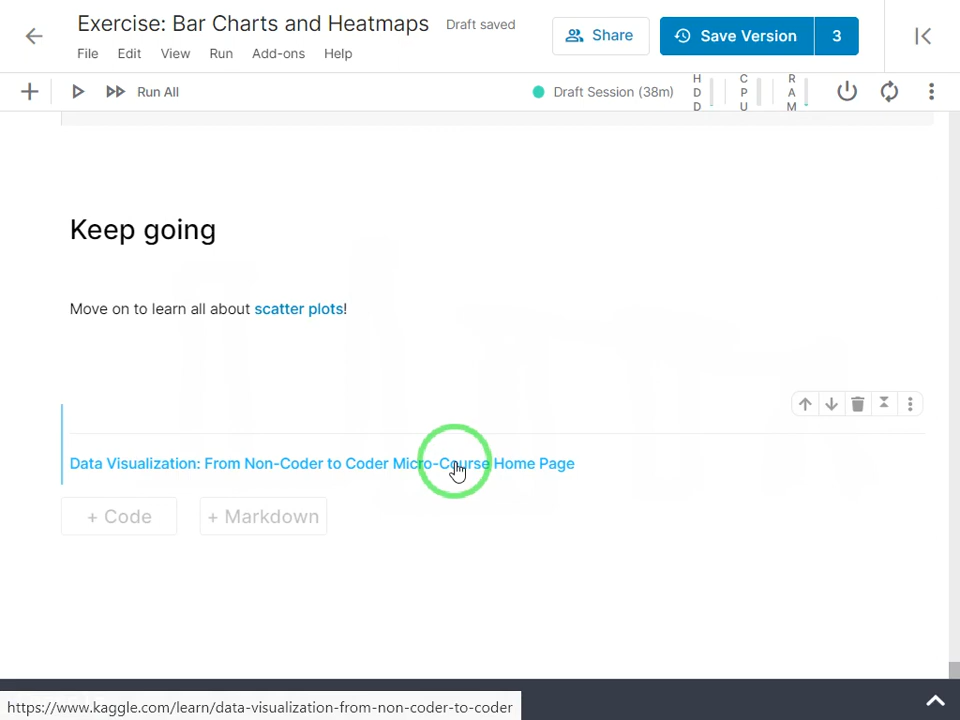 Exercise: Bar Charts and Heatmaps Draft saved
Share
Save Version 3
File Edit View Run Add-ons Help
Run All
Draft Session (38m)
HDD
CPU
RAM
Keep going
Move on to learn all about scatter plots!
Data Visualization: From Non-Coder to Coder Micro-Course Home Page
+ Code + Markdown
https://www.kaggle.com/learn/data-visualization-from-non-coder-to-coder